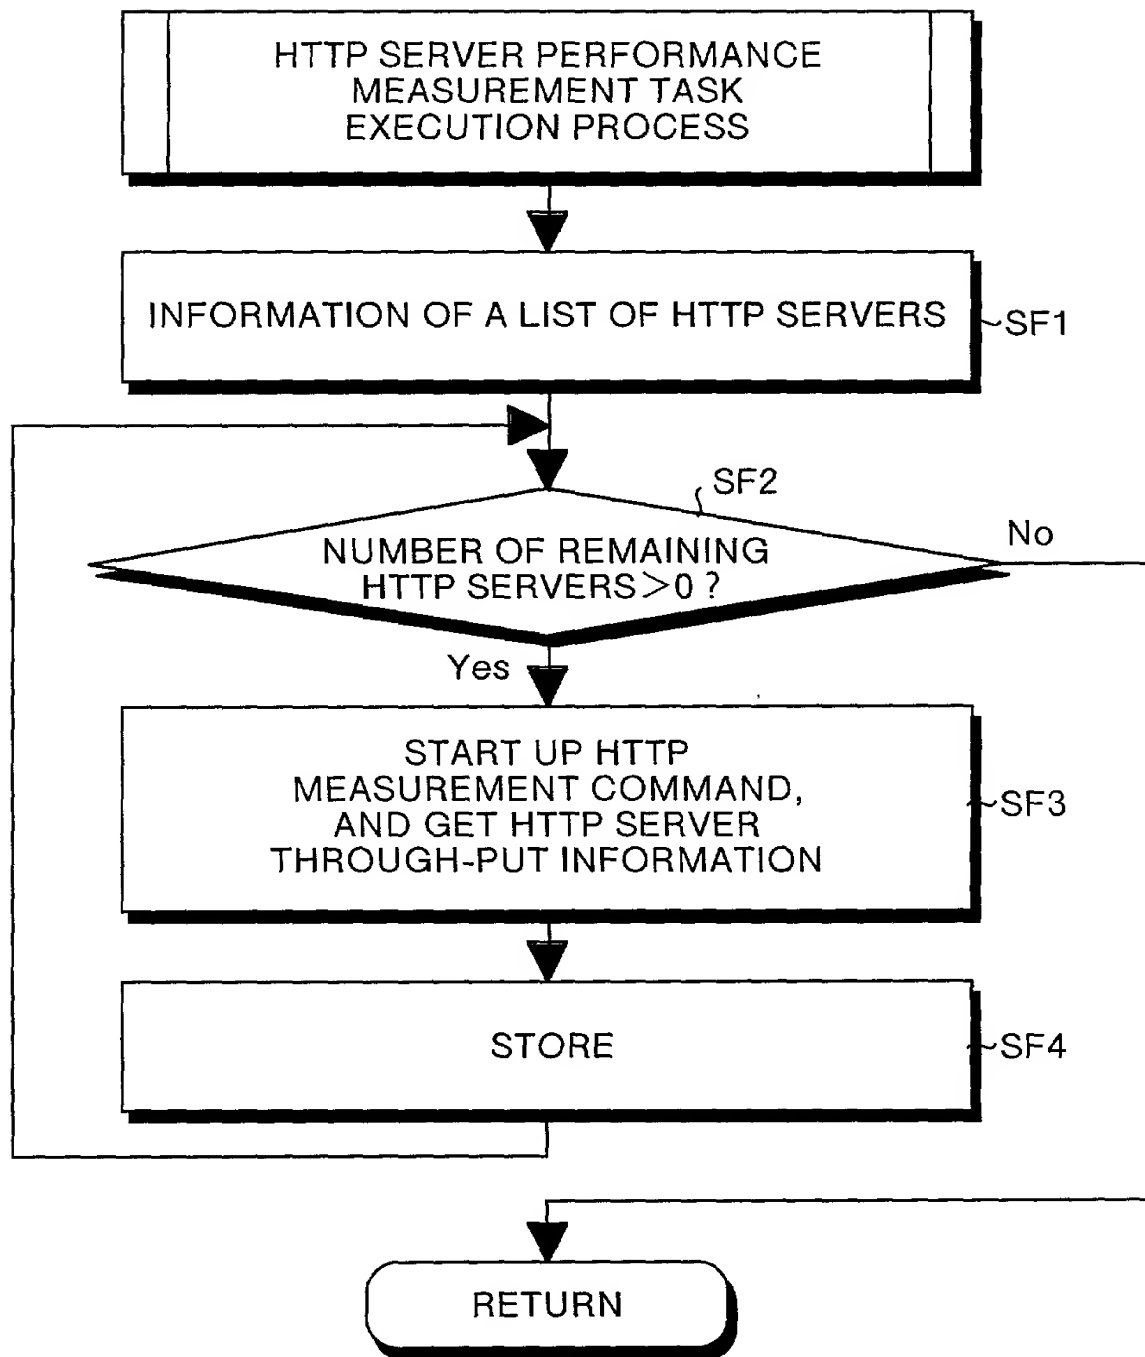 HTTP SERVER PERFORMANCE
MEASUREMENT TASK
EXECUTION PROCESS
INFORMATION OF A LIST OF HTTP SERVERS
SF1
SF2
NUMBER OF REMAINING
HTTP SERVERS>0 ?
No
Yes
START UP HTTP
MEASUREMENT COMMAND,
AND GET HTTP SERVER
THROUGH-PUT INFORMATION
SF3
STORE
SF4
RETURN